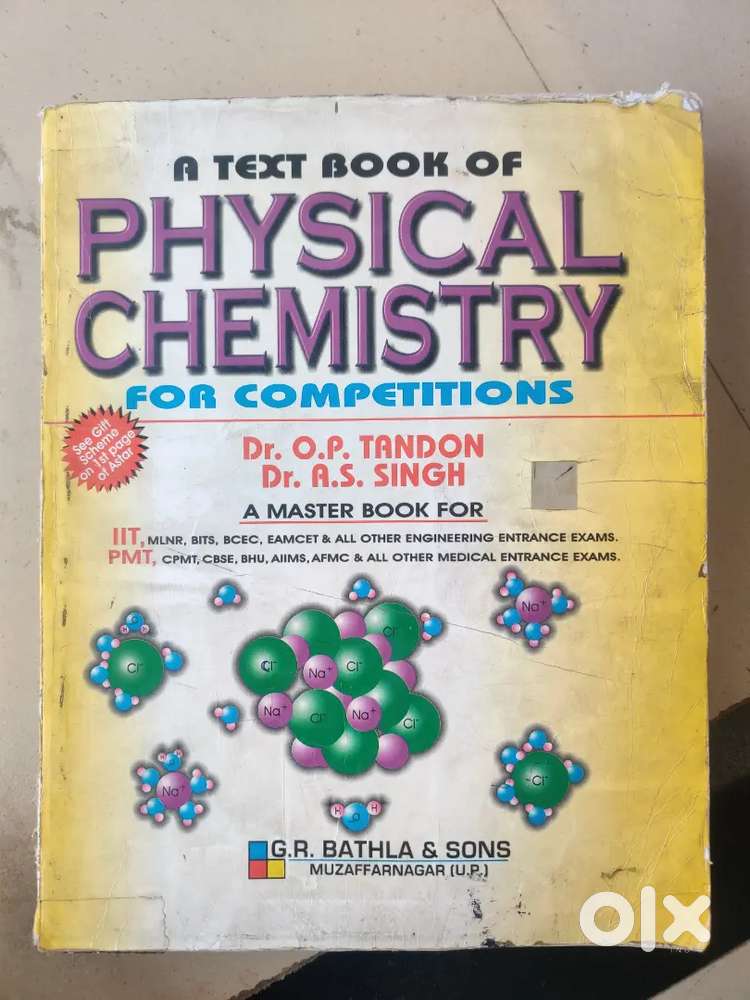 A TEXT BOOK OF
PHYSICAL
CHEMISTRY
FOR COMPETITIONS
See Gift
Scheme
on 1st page
of Astar
Dr. O.P. TANDON
Dr. A.S. SINGH
A MASTER BOOK FOR
IIT, MLNR, BITS, BCEC, EAMCET & ALL OTHER ENGINEERING ENTRANCE EXAMS.
PMT, CPMT, CBSE, BHU, AIIMS, AFMC & ALL OTHER MEDICAL ENTRANCE EXAMS.
Na⁺
H O H
Cl⁻
Cl⁻
Cl⁻
Cl⁻
Na⁺
Na⁺
Cl⁻
Na⁺
Cl⁻
Cl⁻
H O H
Na⁺
H O H
G.R. BATHLA & SONS
MUZAFFARNAGAR (U.P.)
olx